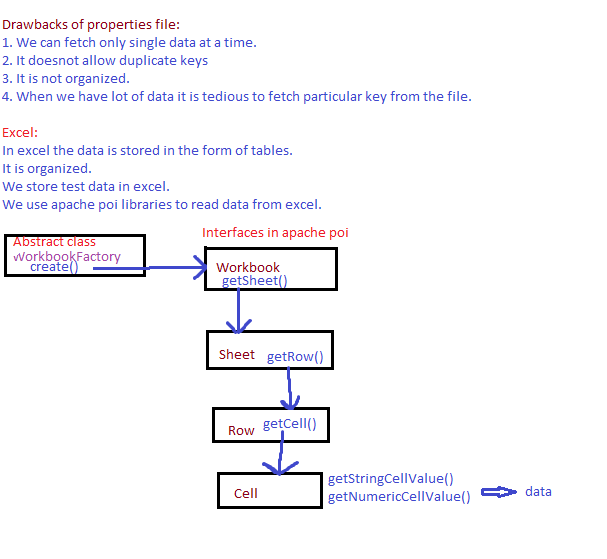 Drawbacks of properties file:
1. We can fetch only single data at a time.
2. It doesnot allow duplicate keys
3. It is not organized.
4. When we have lot of data it is tedious to fetch particular key from the file.
Excel:
In excel the data is stored in the form of tables.
It is organized.
We store test data in excel.
We use apache poi libraries to read data from excel.
Interfaces in apache poi
Abstract class
WorkbookFactory
create()
Workbook
getSheet()
Sheet getRow()
Row getCell()
Cell
getStringCellValue()
getNumericCellValue()
data